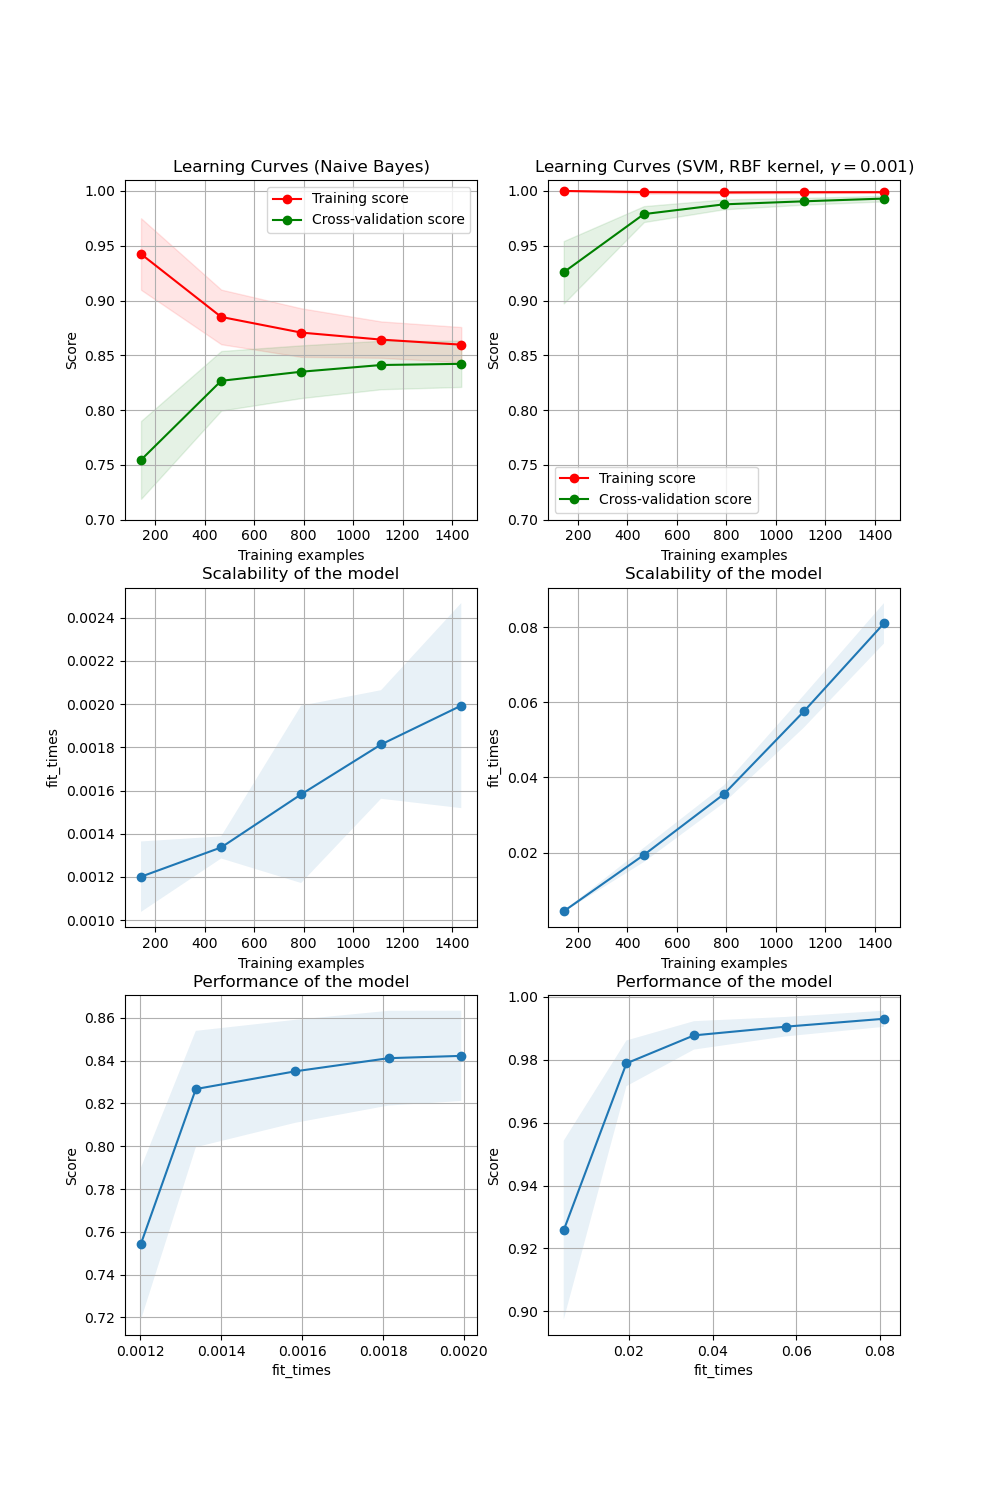 Learning Curves (Naive Bayes)
Learning Curves (SVM, RBF kernel, γ = 0.001)
1.00
0.95
0.90
0.85
0.80
0.75
0.70
Score
Training score
Cross-validation score
200 400 600 800 1000 1200 1400
Training examples
1.00
0.95
0.90
0.85
0.80
0.75
0.70
Score
Training score
Cross-validation score
200 400 600 800 1000 1200 1400
Training examples
Scalability of the model
0.0024
0.0022
0.0020
0.0018
0.0016
0.0014
0.0012
0.0010
fit_times
200 400 600 800 1000 1200 1400
Training examples
Scalability of the model
0.08
0.06
0.04
0.02
fit_times
200 400 600 800 1000 1200 1400
Training examples
Performance of the model
0.86
0.84
0.82
0.80
0.78
0.76
0.74
0.72
Score
0.0012 0.0014 0.0016 0.0018 0.0020
fit_times
Performance of the model
1.00
0.98
0.96
0.94
0.92
0.90
Score
0.02 0.04 0.06 0.08
fit_times